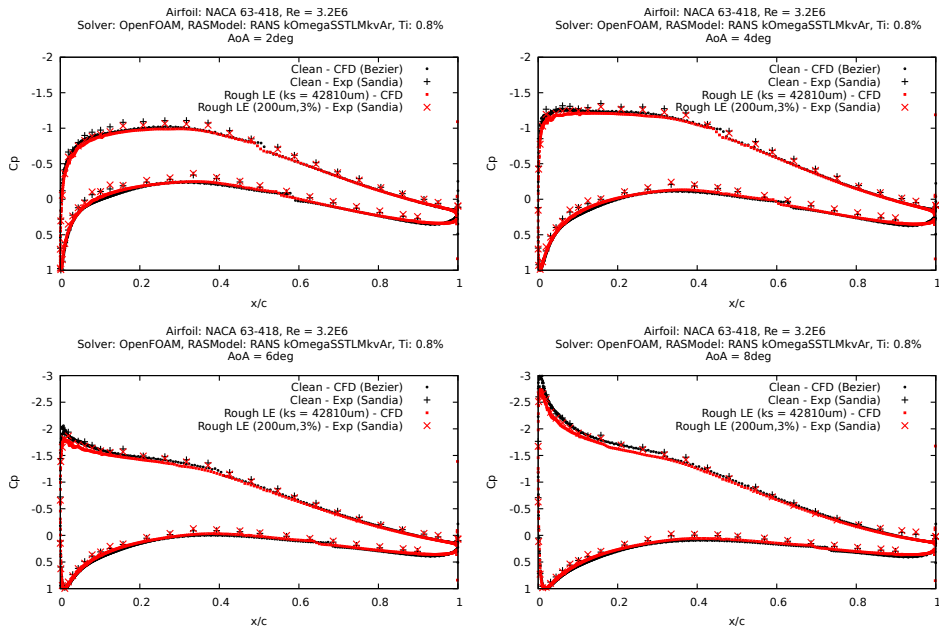 Airfoil: NACA 63-418, Re = 3.2E6
Solver: OpenFOAM, RASModel: RANS kOmegaSSTLMkvAr, Ti: 0.8%
AoA = 2deg
-2
-1.5
-1
-0.5
0
0.5
1
Cp
Clean - CFD (Bezier)
Clean - Exp (Sandia)
Rough LE (ks = 42810um) - CFD
Rough LE (200um,3%) - Exp (Sandia)
0 0.2 0.4 0.6 0.8 1
x/c
Airfoil: NACA 63-418, Re = 3.2E6
Solver: OpenFOAM, RASModel: RANS kOmegaSSTLMkvAr, Ti: 0.8%
AoA = 4deg
-2
-1.5
-1
-0.5
0
0.5
1
Cp
Clean - CFD (Bezier)
Clean - Exp (Sandia)
Rough LE (ks = 42810um) - CFD
Rough LE (200um,3%) - Exp (Sandia)
0 0.2 0.4 0.6 0.8 1
x/c
Airfoil: NACA 63-418, Re = 3.2E6
Solver: OpenFOAM, RASModel: RANS kOmegaSSTLMkvAr, Ti: 0.8%
AoA = 6deg
-3
-2.5
-2
-1.5
-1
-0.5
0
0.5
1
Cp
Clean - CFD (Bezier)
Clean - Exp (Sandia)
Rough LE (ks = 42810um) - CFD
Rough LE (200um,3%) - Exp (Sandia)
0 0.2 0.4 0.6 0.8 1
x/c
Airfoil: NACA 63-418, Re = 3.2E6
Solver: OpenFOAM, RASModel: RANS kOmegaSSTLMkvAr, Ti: 0.8%
AoA = 8deg
-3
-2.5
-2
-1.5
-1
-0.5
0
0.5
1
Cp
Clean - CFD (Bezier)
Clean - Exp (Sandia)
Rough LE (ks = 42810um) - CFD
Rough LE (200um,3%) - Exp (Sandia)
0 0.2 0.4 0.6 0.8 1
x/c